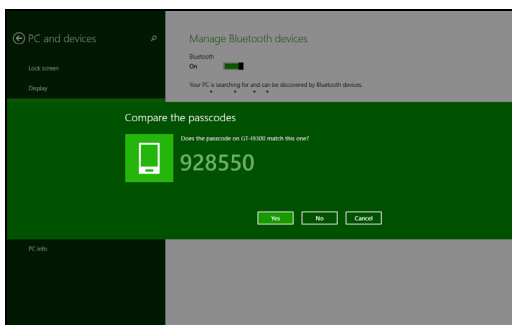 PC and devices
Manage Bluetooth devices
Lock screen
Bluetooth
On
Display
Your PC is searching for and can be discovered by Bluetooth devices.
Compare the passcodes
Does the passcode on GT-I9300 match this one?
928550
Yes
No
Cancel
PC info